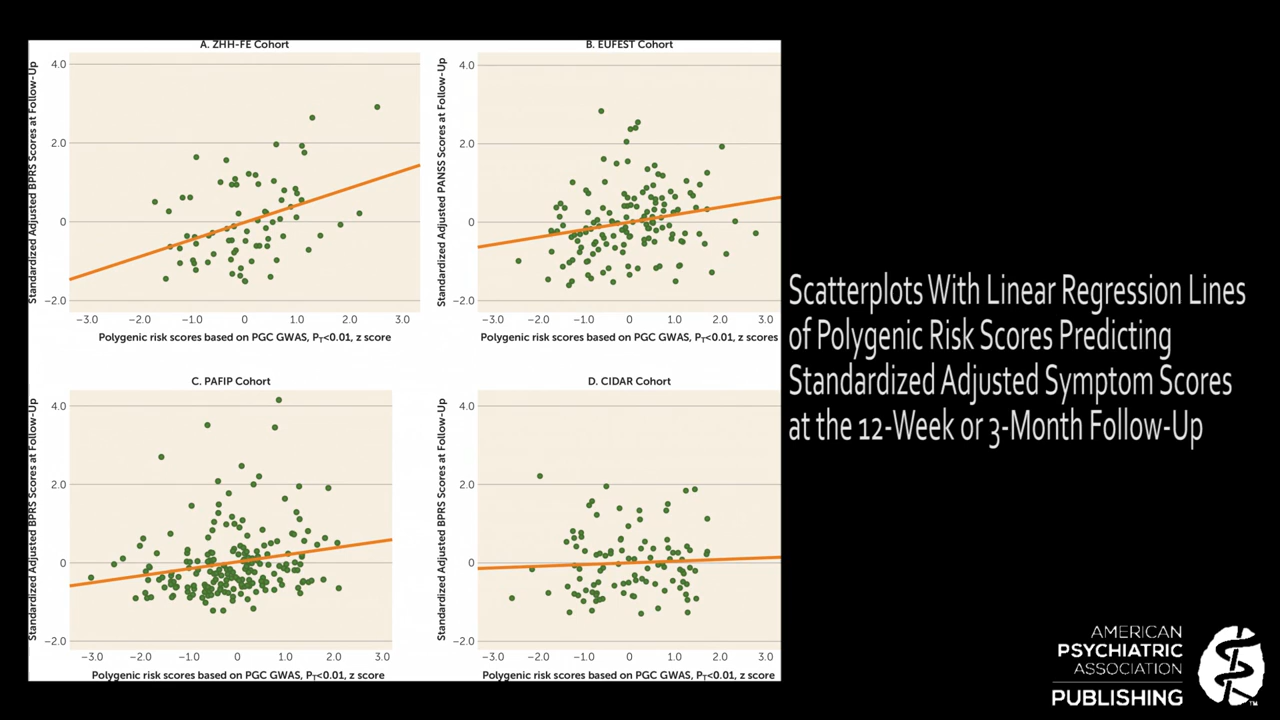 A. ZHH-FE Cohort
Standardized Adjusted BPRS Scores at Follow-Up
4.0
2.0
0
−2.0
−3.0 −2.0 −1.0 0 1.0 2.0 3.0
Polygenic risk scores based on PGC GWAS, PT<0.01, z score
B. EUFEST Cohort
Standardized Adjusted PANSS Scores at Follow-Up
4.0
2.0
0
−2.0
−3.0 −2.0 −1.0 0 1.0 2.0 3.0
Polygenic risk scores based on PGC GWAS, PT<0.01, z scores
C. PAFIP Cohort
Standardized Adjusted BPRS Scores at Follow-Up
4.0
2.0
0
−2.0
−3.0 −2.0 −1.0 0 1.0 2.0 3.0
Polygenic risk scores based on PGC GWAS, PT<0.01, z score
D. CIDAR Cohort
Standardized Adjusted BPRS Scores at Follow-Up
4.0
2.0
0
−2.0
−3.0 −2.0 −1.0 0 1.0 2.0 3.0
Polygenic risk scores based on PGC GWAS, PT<0.01, z score
Scatterplots With Linear Regression Lines
of Polygenic Risk Scores Predicting
Standardized Adjusted Symptom Scores
at the 12-Week or 3-Month Follow-Up
AMERICAN
PSYCHIATRIC
ASSOCIATION
PUBLISHING
TM